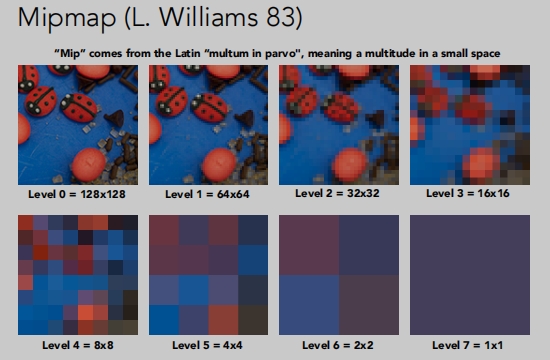 Mipmap (L. Williams 83)
“Mip” comes from the Latin “multum in parvo", meaning a multitude in a small space
Level 0 = 128x128
Level 1 = 64x64
Level 2 = 32x32
Level 3 = 16x16
Level 4 = 8x8
Level 5 = 4x4
Level 6 = 2x2
Level 7 = 1x1